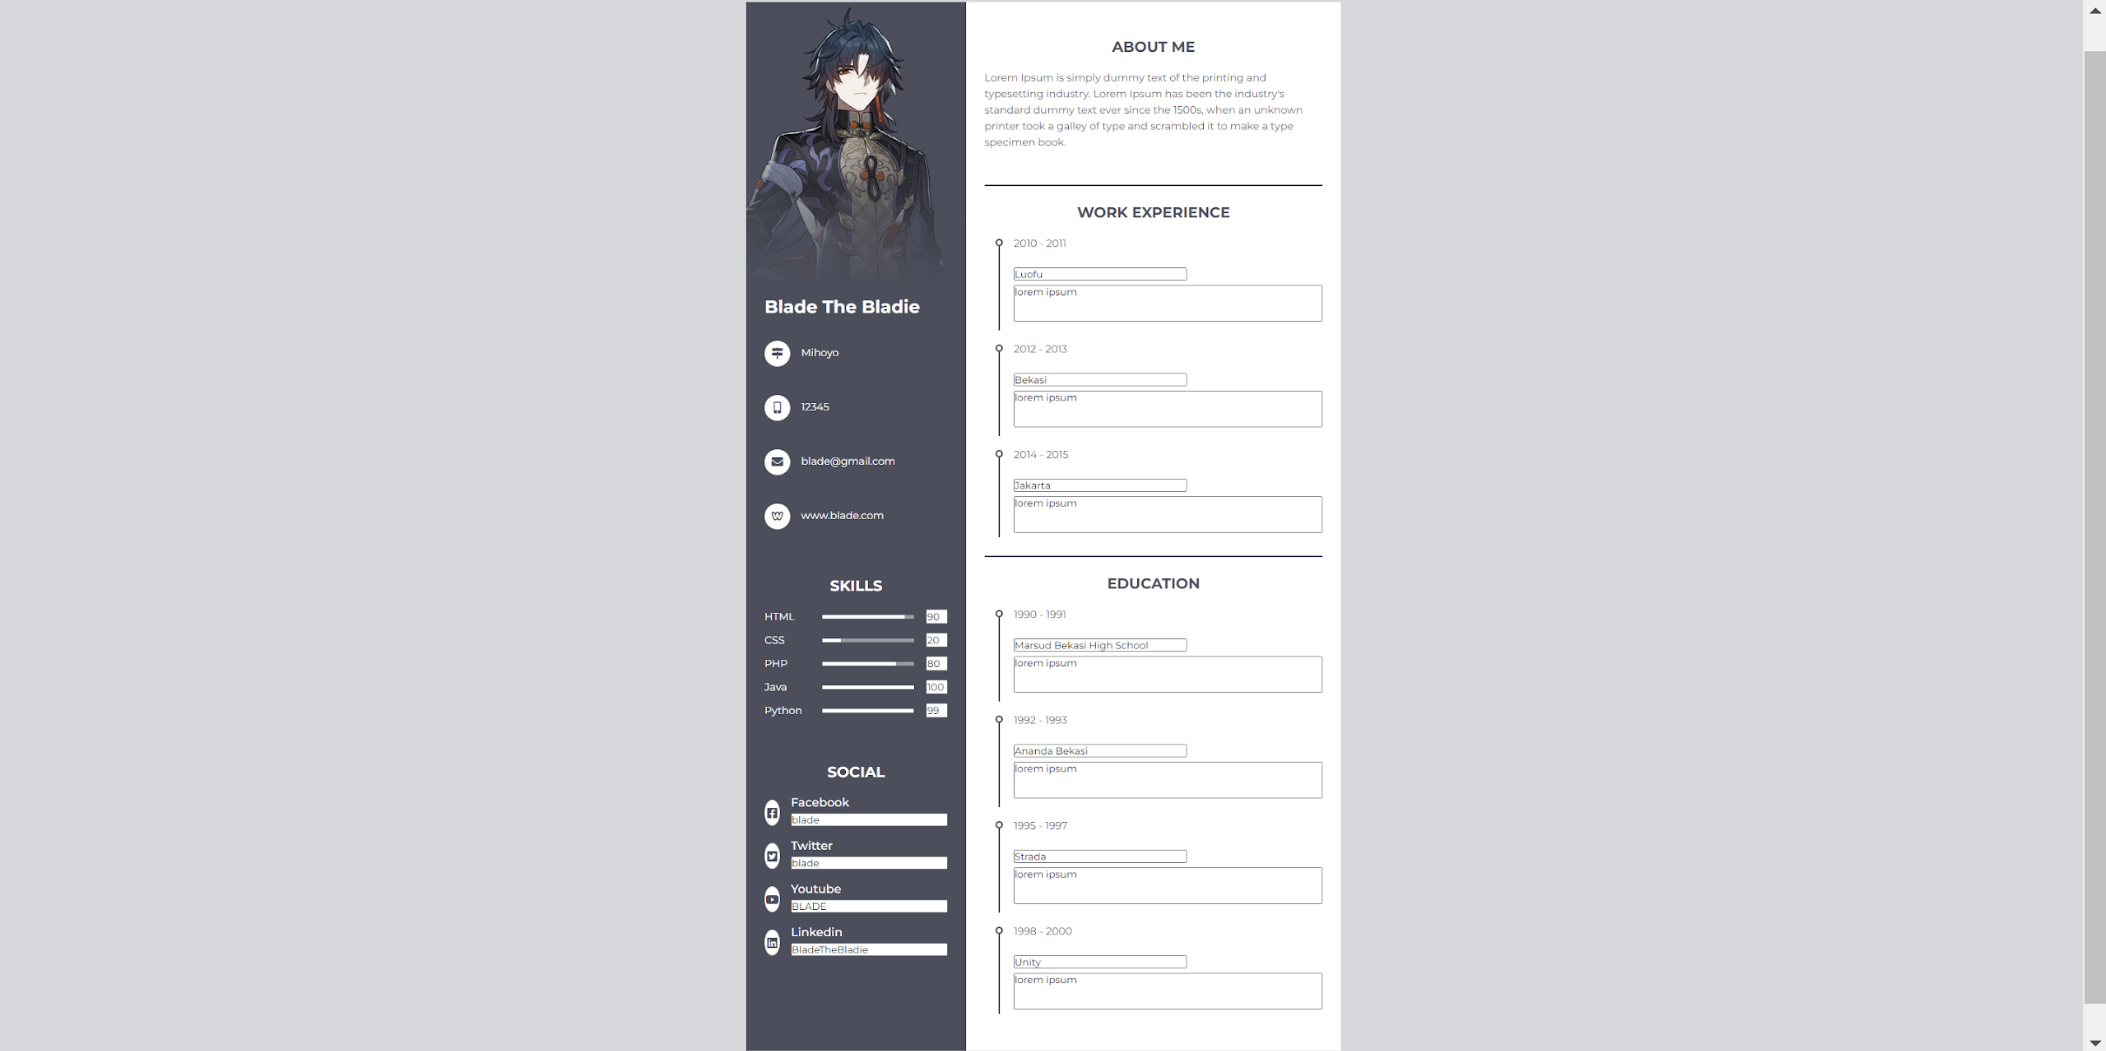 Blade The Bladie
Mihoyo
12345
blade@gmail.com
www.blade.com
SKILLS
HTML 90
CSS 20
PHP 80
Java 100
Python 99
SOCIAL
Facebook
blade
Twitter
blade
Youtube
BLADE
Linkedin
BladeTheBladie
ABOUT ME
Lorem Ipsum is simply dummy text of the printing and
typesetting industry. Lorem Ipsum has been the industry's
standard dummy text ever since the 1500s, when an unknown
printer took a galley of type and scrambled it to make a type
specimen book.
WORK EXPERIENCE
2010 - 2011
Luofu
lorem ipsum
2012 - 2013
Bekasi
lorem ipsum
2014 - 2015
Jakarta
lorem ipsum
EDUCATION
1990 - 1991
Marsud Bekasi High School
lorem ipsum
1992 - 1993
Ananda Bekasi
lorem ipsum
1995 - 1997
Strada
lorem ipsum
1998 - 2000
Unity
lorem ipsum